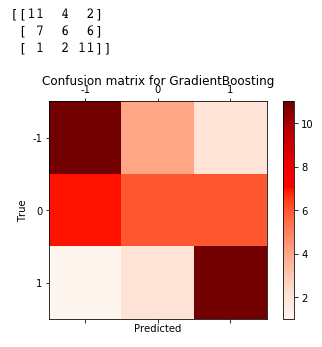 [[11 4 2]
[ 7 6 6]
[ 1 2 11]]
Confusion matrix for GradientBoosting
-1 0 1
-1
0
1
True
Predicted
10
8
6
4
2